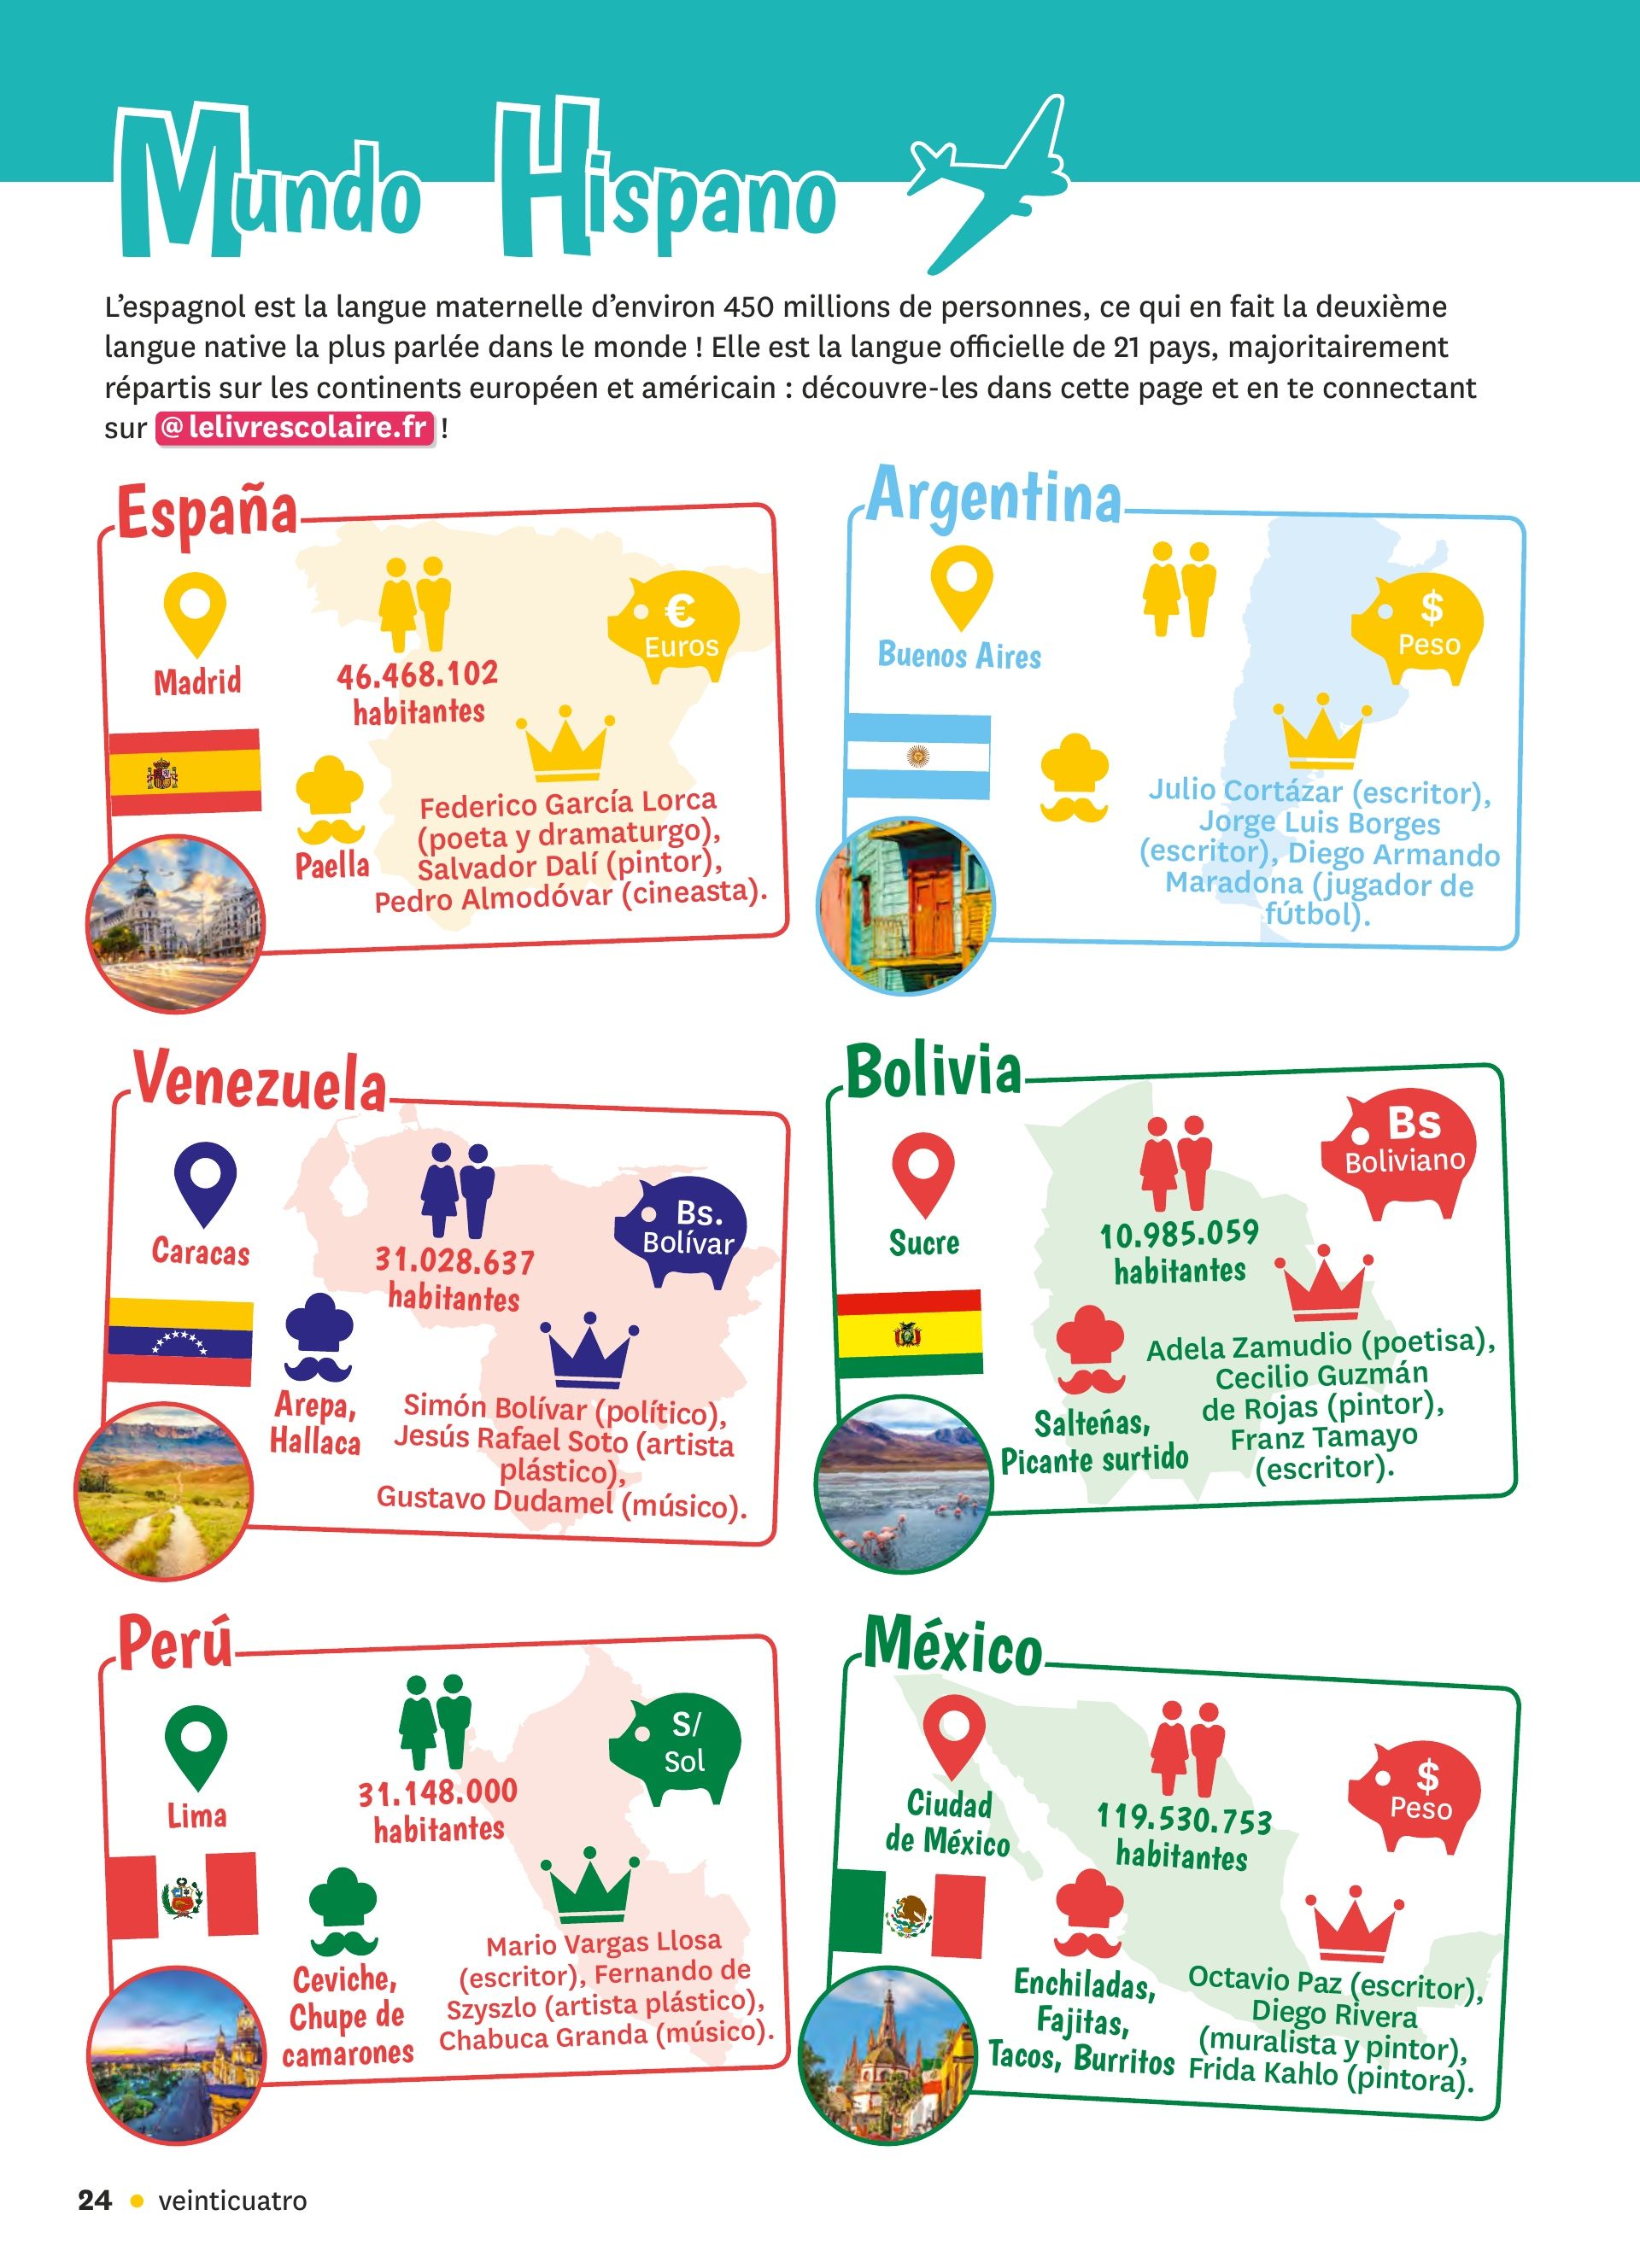 Mundo Hispano
L'espagnol est la langue maternelle d'environ 450 millions de personnes, ce qui en fait la deuxième
langue native la plus parlée dans le monde ! Elle est la langue officielle de 21 pays, majoritairement
répartis sur les continents européen et américain : découvre-les dans cette page et en te connectant
sur @lelivrescolaire.fr !
España
Madrid
46.468.102
habitantes
€
Euros
Paella
Federico García Lorca
(poeta y dramaturgo),
Salvador Dalí (pintor),
Pedro Almodóvar (cineasta).
Argentina
Buenos Aires
$
Peso
Julio Cortázar (escritor),
Jorge Luis Borges
(escritor), Diego Armando
Maradona (jugador de
fútbol).
Venezuela
Caracas
31.028.637
habitantes
Bs.
Bolívar
Arepa,
Hallaca
Simón Bolívar (político),
Jesús Rafael Soto (artista
plástico),
Gustavo Dudamel (músico).
Bolivia
Sucre
10.985.059
habitantes
Bs
Boliviano
Salteñas,
Picante surtido
Adela Zamudio (poetisa),
Cecilio Guzmán
de Rojas (pintor),
Franz Tamayo
(escritor).
Perú
Lima
31.148.000
habitantes
S/
Sol
Ceviche,
Chupe de
camarones
Mario Vargas Llosa
(escritor), Fernando de
Szyszlo (artista plástico),
Chabuca Granda (músico).
México
Ciudad
de México
119.530.753
habitantes
$
Peso
Enchiladas,
Fajitas,
Tacos, Burritos
Octavio Paz (escritor),
Diego Rivera
(muralista y pintor),
Frida Kahlo (pintora).
24 • veinticuatro